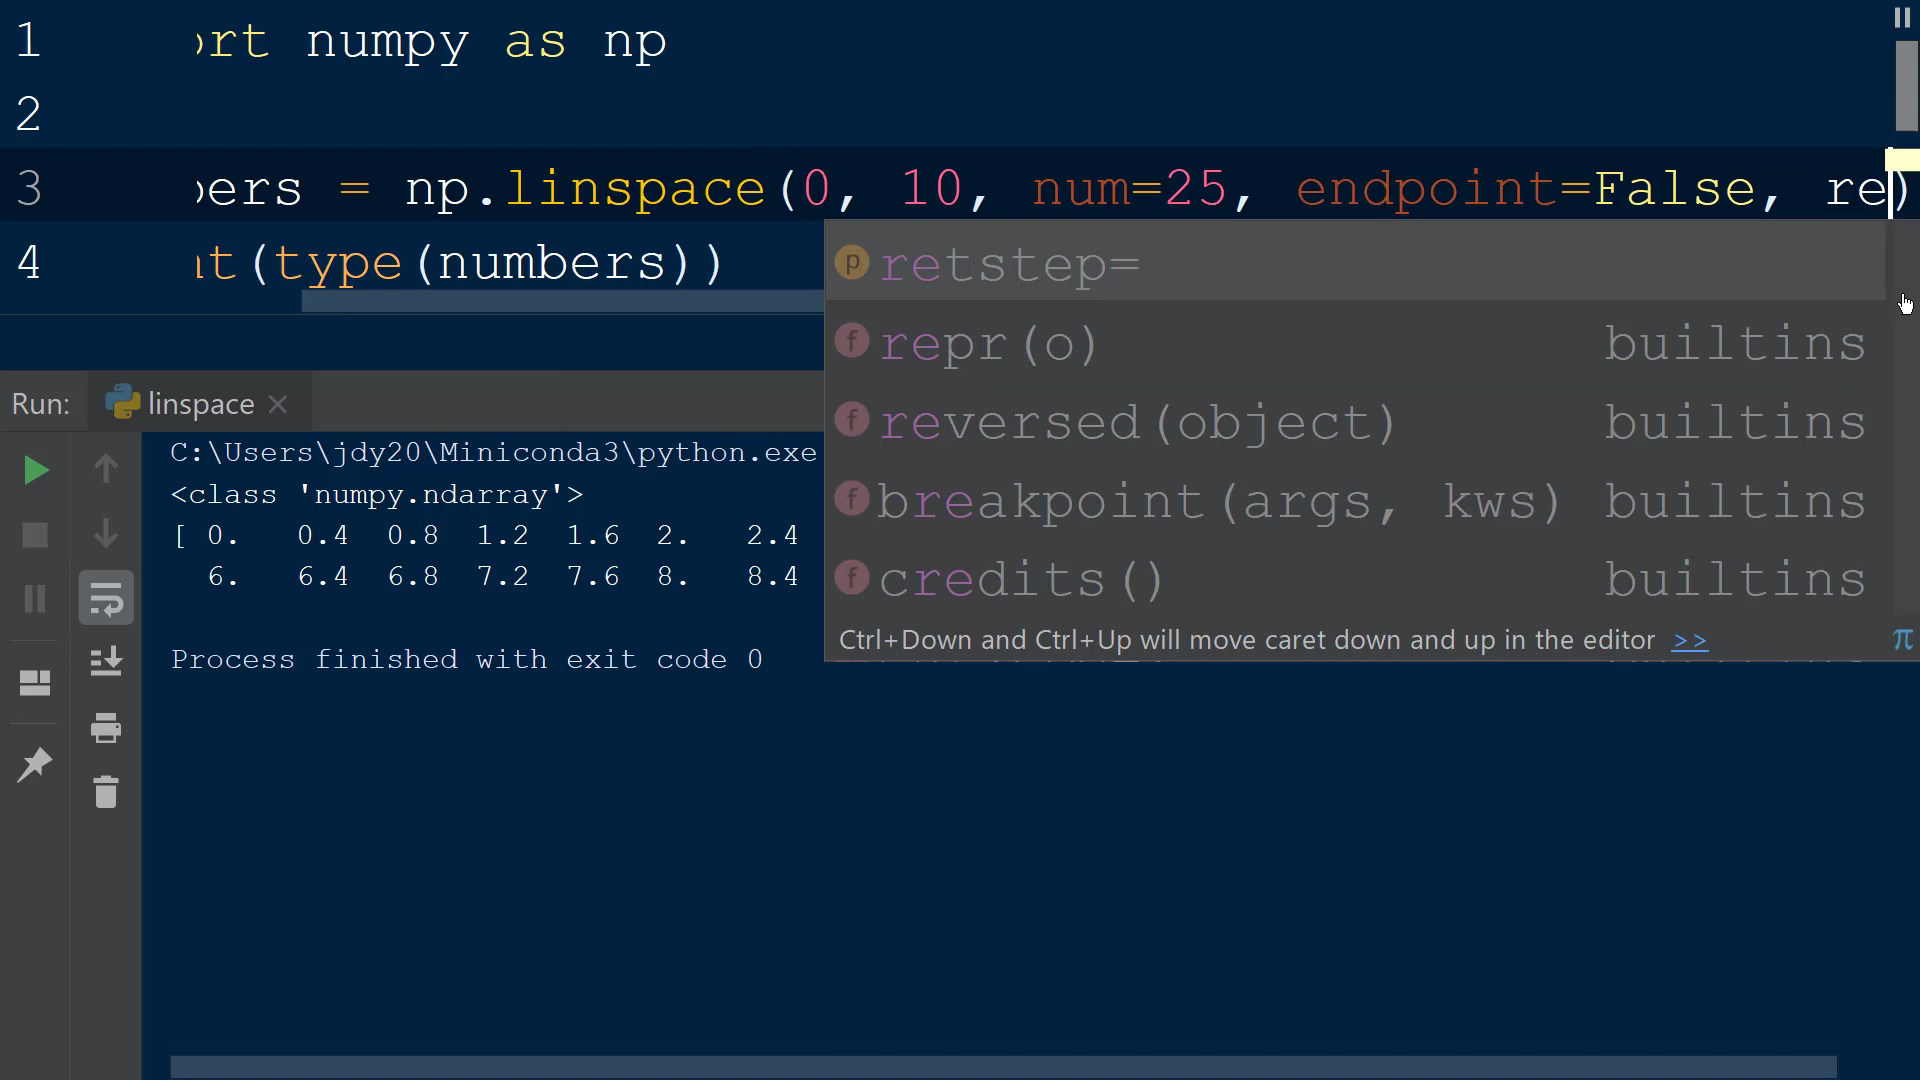 1 ort numpy as np
2
3 bers = np.linspace(0, 10, num=25, endpoint=False, re)
4 nt(type(numbers))
p retstep=
f repr(o) builtins
f reversed(object) builtins
f breakpoint(args, kws) builtins
f credits() builtins
Ctrl+Down and Ctrl+Up will move caret down and up in the editor >> π
Run: linspace
C:\Users\jdy20\Miniconda3\python.exe
<class 'numpy.ndarray'>
[ 0. 0.4 0.8 1.2 1.6 2. 2.4
6. 6.4 6.8 7.2 7.6 8. 8.4
Process finished with exit code 0